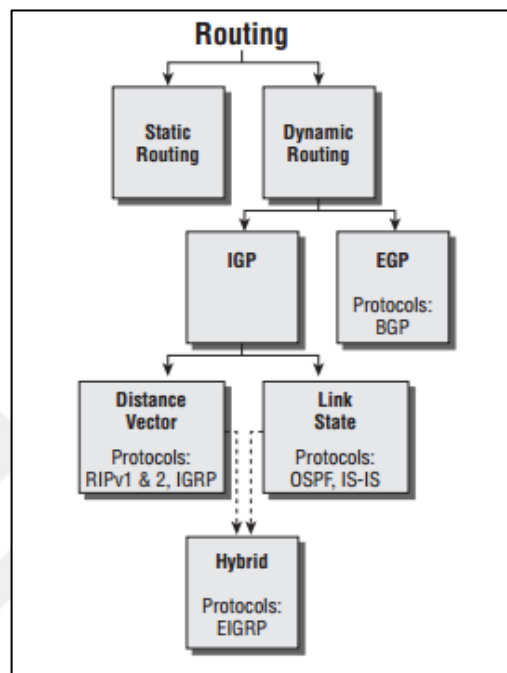 Routing
Static
Routing
Dynamic
Routing
IGP
EGP
Protocols:
BGP
Distance
Vector
Protocols:
RIPv1 & 2, IGRP
Link
State
Protocols:
OSPF, IS-IS
Hybrid
Protocols:
EIGRP